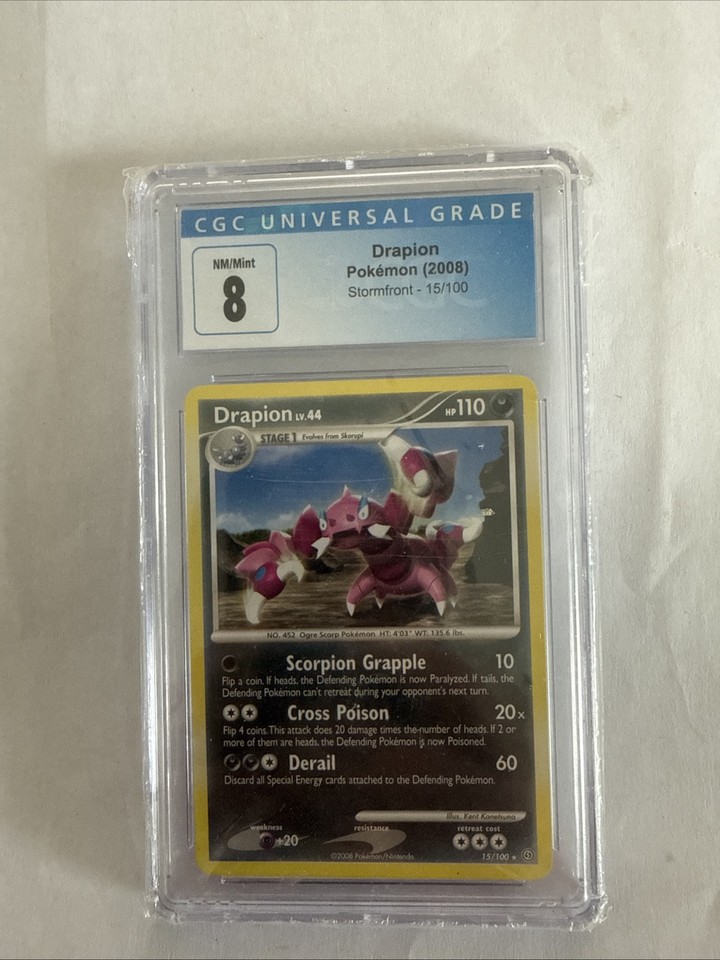 CGC UNIVERSAL GRADE
NM/Mint
8
Drapion
Pokémon (2008)
Stormfront - 15/100
Drapion LV.44
HP 110
STAGE 1 Evolves from Skorupi
NO. 452 Ogre Scorp Pokémon HT: 4'03" WT: 135.6 lbs.
Scorpion Grapple 10
Flip a coin. If heads, the Defending Pokémon is now Paralyzed. If tails, the
Defending Pokémon can't retreat during your opponent's next turn.
Cross Poison 20x
Flip 4 coins. This attack does 20 damage times the number of heads. If 2 or
more of them are heads, the Defending Pokémon is now Poisoned.
Derail 60
Discard all Special Energy cards attached to the Defending Pokémon.
Illus. Kent Kanetsuna
weakness resistance retreat cost
+20
©2008 Pokémon/Nintendo
15/100